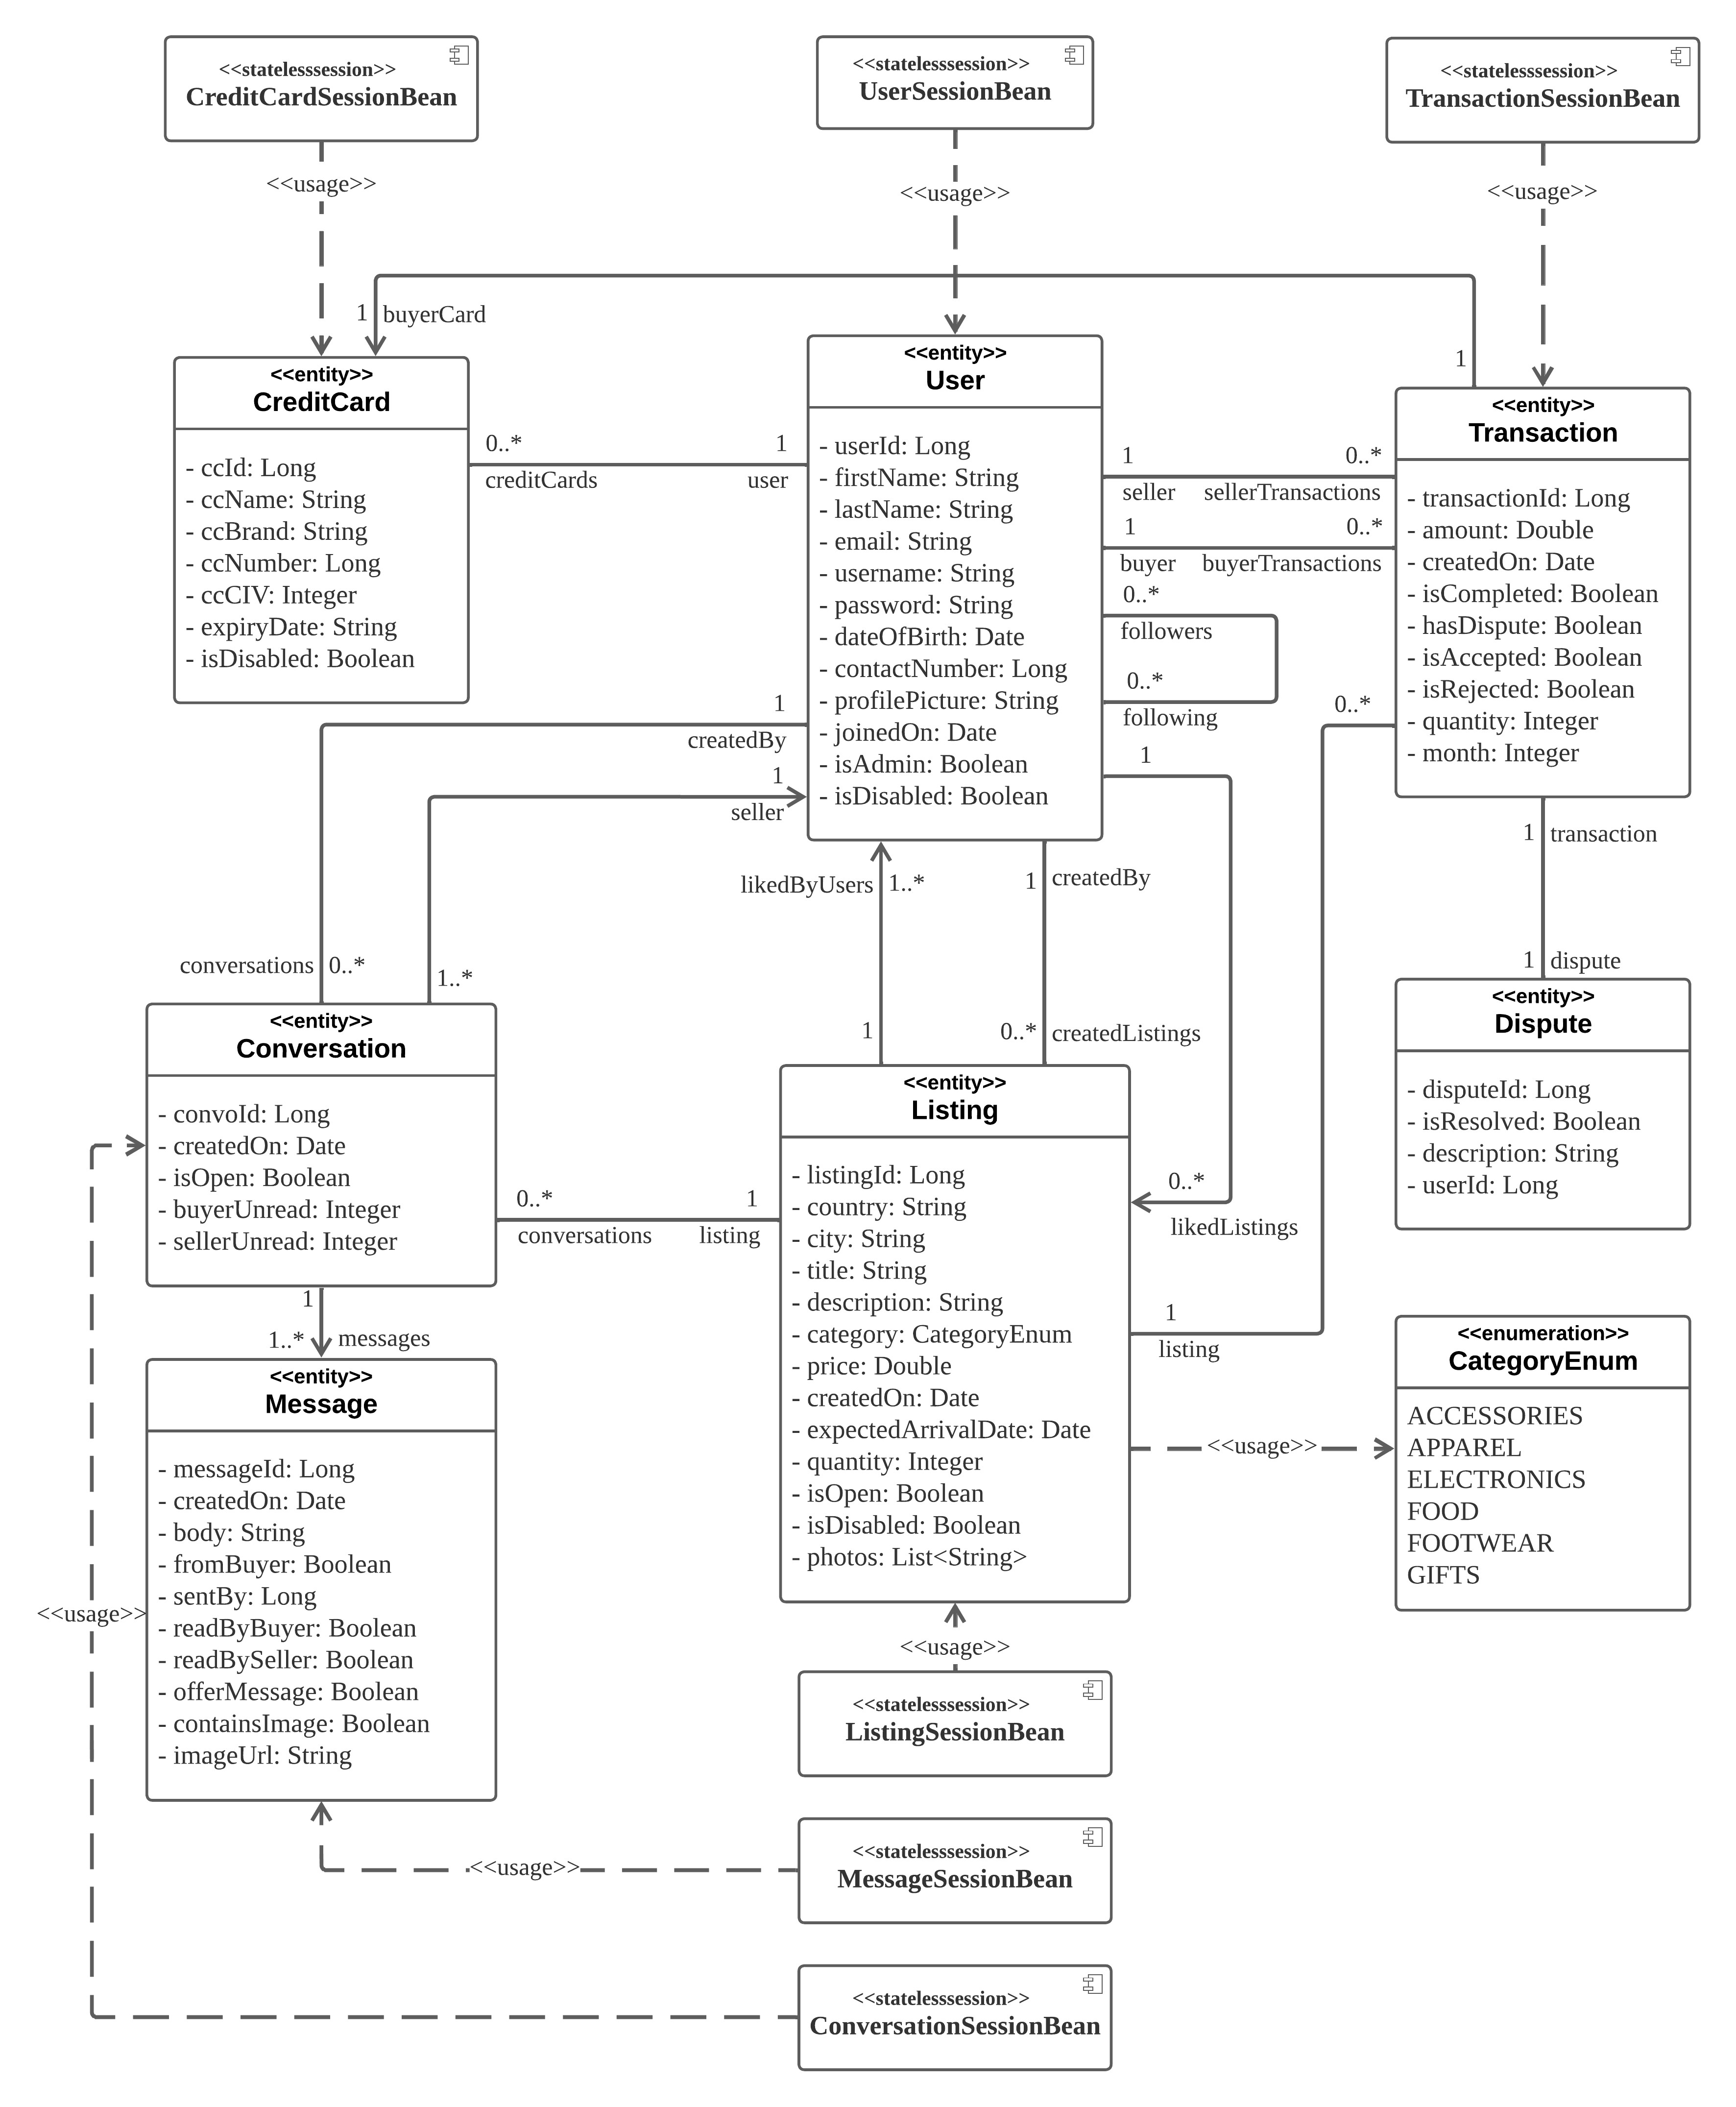 <<statelesssession>>
CreditCardSessionBean
<<statelesssession>>
UserSessionBean
<<statelesssession>>
TransactionSessionBean
<<usage>>
<<usage>>
<<usage>>
1 buyerCard
1
<<entity>>
CreditCard
- ccId: Long
- ccName: String
- ccBrand: String
- ccNumber: Long
- ccCIV: Integer
- expiryDate: String
- isDisabled: Boolean
0..* 1
creditCards user
<<entity>>
User
- userId: Long
- firstName: String
- lastName: String
- email: String
- username: String
- password: String
- dateOfBirth: Date
- contactNumber: Long
- profilePicture: String
- joinedOn: Date
- isAdmin: Boolean
- isDisabled: Boolean
1 0..*
seller sellerTransactions
1 0..*
buyer buyerTransactions
0..*
followers
0..*
following
1
0..*
<<entity>>
Transaction
- transactionId: Long
- amount: Double
- createdOn: Date
- isCompleted: Boolean
- hasDispute: Boolean
- isAccepted: Boolean
- isRejected: Boolean
- quantity: Integer
- month: Integer
1
createdBy
1
seller
likedByUsers 1..*
1 createdBy
1 transaction
conversations 0..*
1..*
1
0..* createdListings
1 dispute
<<entity>>
Conversation
- convoId: Long
- createdOn: Date
- isOpen: Boolean
- buyerUnread: Integer
- sellerUnread: Integer
0..* 1
conversations listing
<<entity>>
Listing
- listingId: Long
- country: String
- city: String
- title: String
- description: String
- category: CategoryEnum
- price: Double
- createdOn: Date
- expectedArrivalDate: Date
- quantity: Integer
- isOpen: Boolean
- isDisabled: Boolean
- photos: List<String>
0..*
likedListings
1
listing
<<entity>>
Dispute
- disputeId: Long
- isResolved: Boolean
- description: String
- userId: Long
1
1..* messages
<<entity>>
Message
- messageId: Long
- createdOn: Date
- body: String
- fromBuyer: Boolean
- sentBy: Long
- readByBuyer: Boolean
- readBySeller: Boolean
- offerMessage: Boolean
- containsImage: Boolean
- imageUrl: String
<<usage>>
<<usage>>
<<enumeration>>
CategoryEnum
ACCESSORIES
APPAREL
ELECTRONICS
FOOD
FOOTWEAR
GIFTS
<<usage>>
<<statelesssession>>
ListingSessionBean
<<usage>>
<<statelesssession>>
MessageSessionBean
<<statelesssession>>
ConversationSessionBean